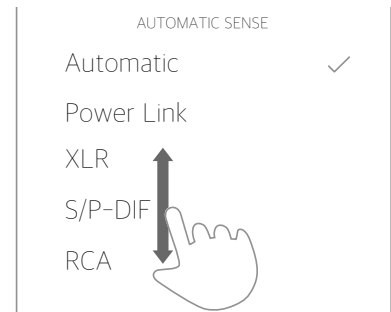 AUTOMATIC SENSE
Automatic
Power Link
XLR
S/P-DIF
RCA